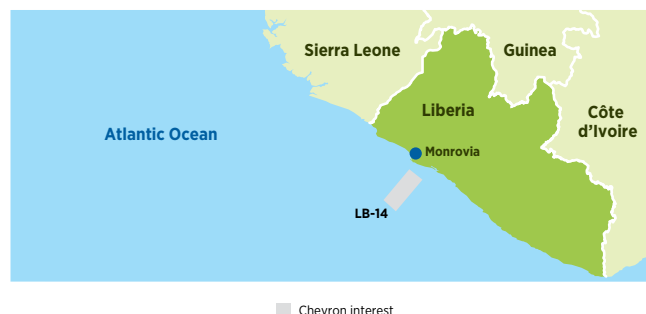 Sierra Leone
Guinea
Liberia
Côte
d’Ivoire
Atlantic Ocean
Monrovia
LB-14
Chevron interest